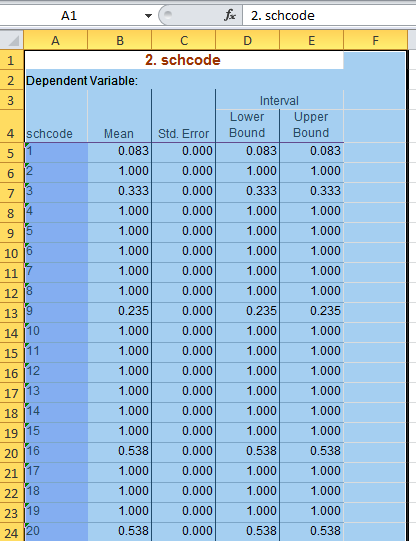 A1 fx 2. schcode
A B C D E F
1 2. schcode
2 Dependent Variable:
3 Interval
4 schcode Mean Std. Error Lower Bound Upper Bound
5 1 0.083 0.000 0.083 0.083
6 2 1.000 0.000 1.000 1.000
7 3 0.333 0.000 0.333 0.333
8 4 1.000 0.000 1.000 1.000
9 5 1.000 0.000 1.000 1.000
10 6 1.000 0.000 1.000 1.000
11 7 1.000 0.000 1.000 1.000
12 8 1.000 0.000 1.000 1.000
13 9 0.235 0.000 0.235 0.235
14 10 1.000 0.000 1.000 1.000
15 11 1.000 0.000 1.000 1.000
16 12 1.000 0.000 1.000 1.000
17 13 1.000 0.000 1.000 1.000
18 14 1.000 0.000 1.000 1.000
19 15 1.000 0.000 1.000 1.000
20 16 0.538 0.000 0.538 0.538
21 17 1.000 0.000 1.000 1.000
22 18 1.000 0.000 1.000 1.000
23 19 1.000 0.000 1.000 1.000
24 20 0.538 0.000 0.538 0.538